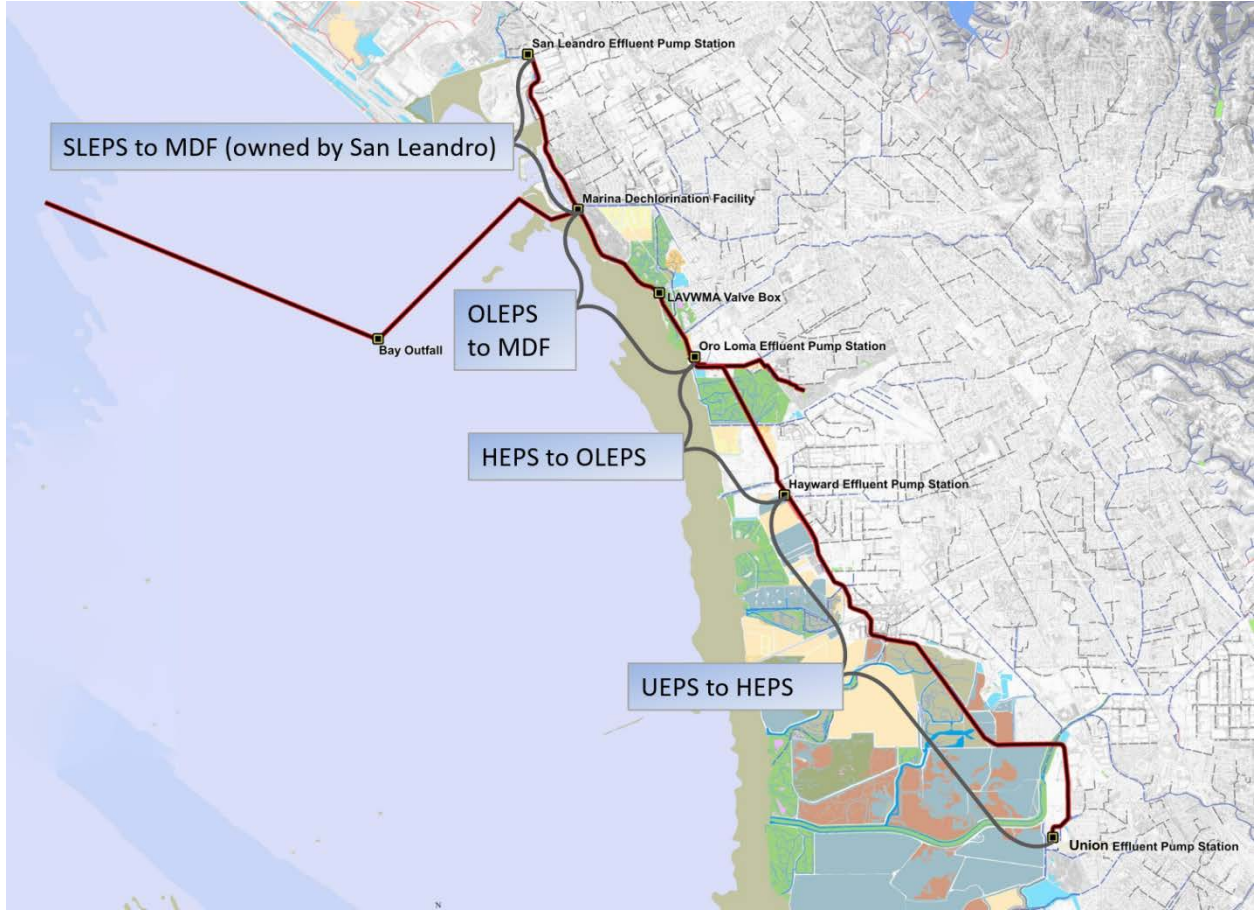 San Leandro Effluent Pump Station
SLEPS to MDF (owned by San Leandro)
Marina Dechlorination Facility
LAVWMA Valve Box
OLEPS
to MDF
Bay Outfall
Oro Loma Effluent Pump Station
HEPS to OLEPS
Hayward Effluent Pump Station
UEPS to HEPS
Union Effluent Pump Station
N